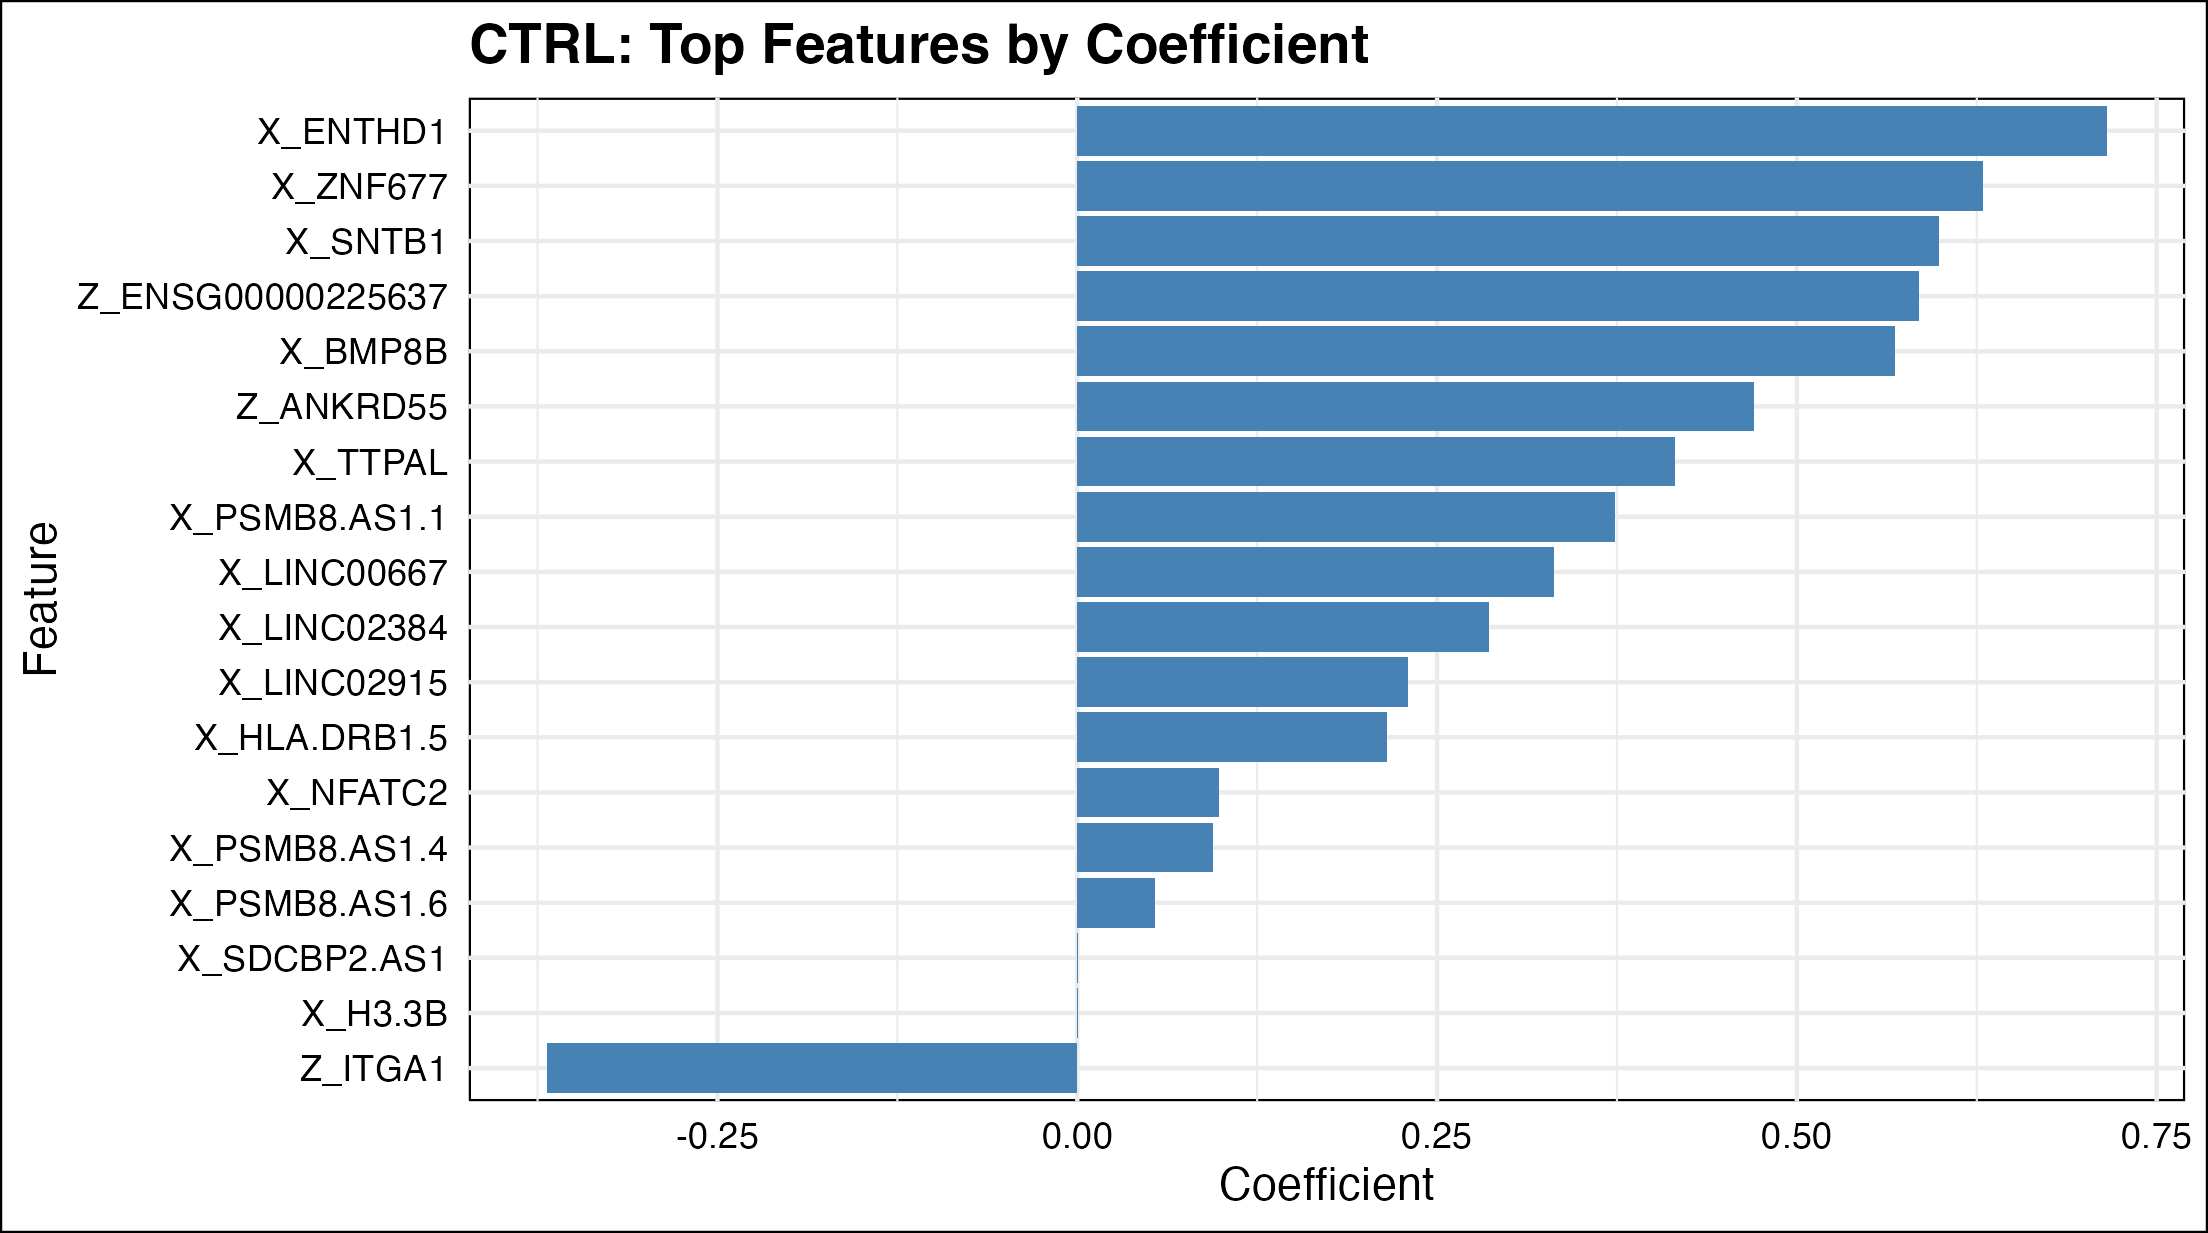 CTRL: Top Features by Coefficient
X_ENTHD1
X_ZNF677
X_SNTB1
Z_ENSG00000225637
X_BMP8B
Z_ANKRD55
X_TTPAL
X_PSMB8.AS1.1
X_LINC00667
X_LINC02384
X_LINC02915
X_HLA.DRB1.5
X_NFATC2
X_PSMB8.AS1.4
X_PSMB8.AS1.6
X_SDCBP2.AS1
X_H3.3B
Z_ITGA1
Feature
-0.25 0.00 0.25 0.50 0.75
Coefficient